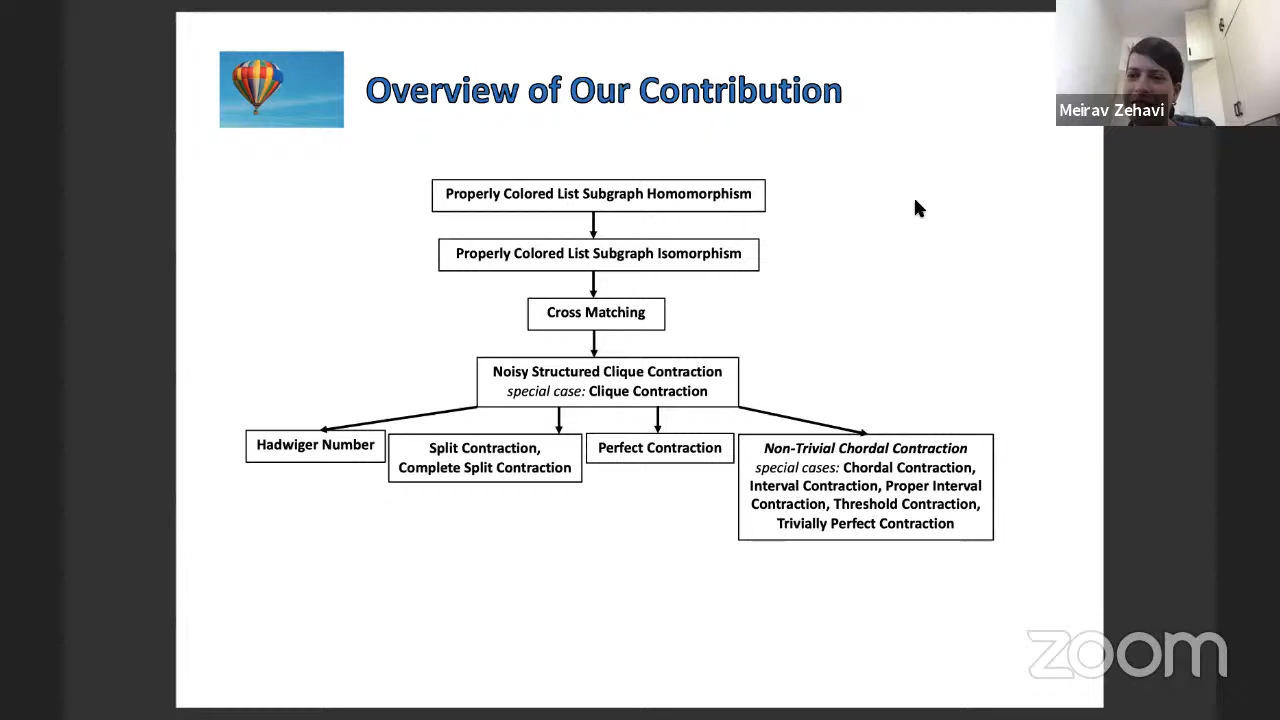 Overview of Our Contribution
Meirav Zehavi
Properly Colored List Subgraph Homomorphism
Properly Colored List Subgraph Isomorphism
Cross Matching
Noisy Structured Clique Contraction
special case: Clique Contraction
Hadwiger Number
Split Contraction,
Complete Split Contraction
Perfect Contraction
Non-Trivial Chordal Contraction
special cases: Chordal Contraction,
Interval Contraction, Proper Interval
Contraction, Threshold Contraction,
Trivially Perfect Contraction
zoom